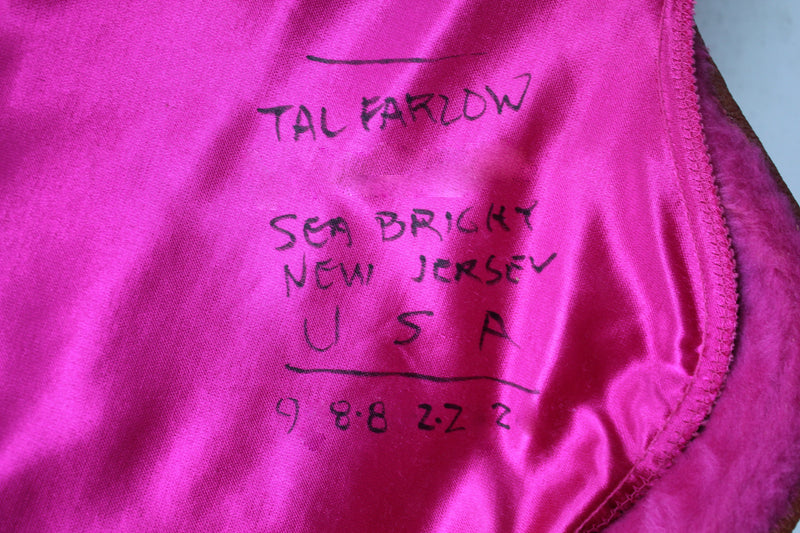 TAL FARLOW
SEA BRIGHT
NEW JERSEY
U S A
9 8·8 2·2 2